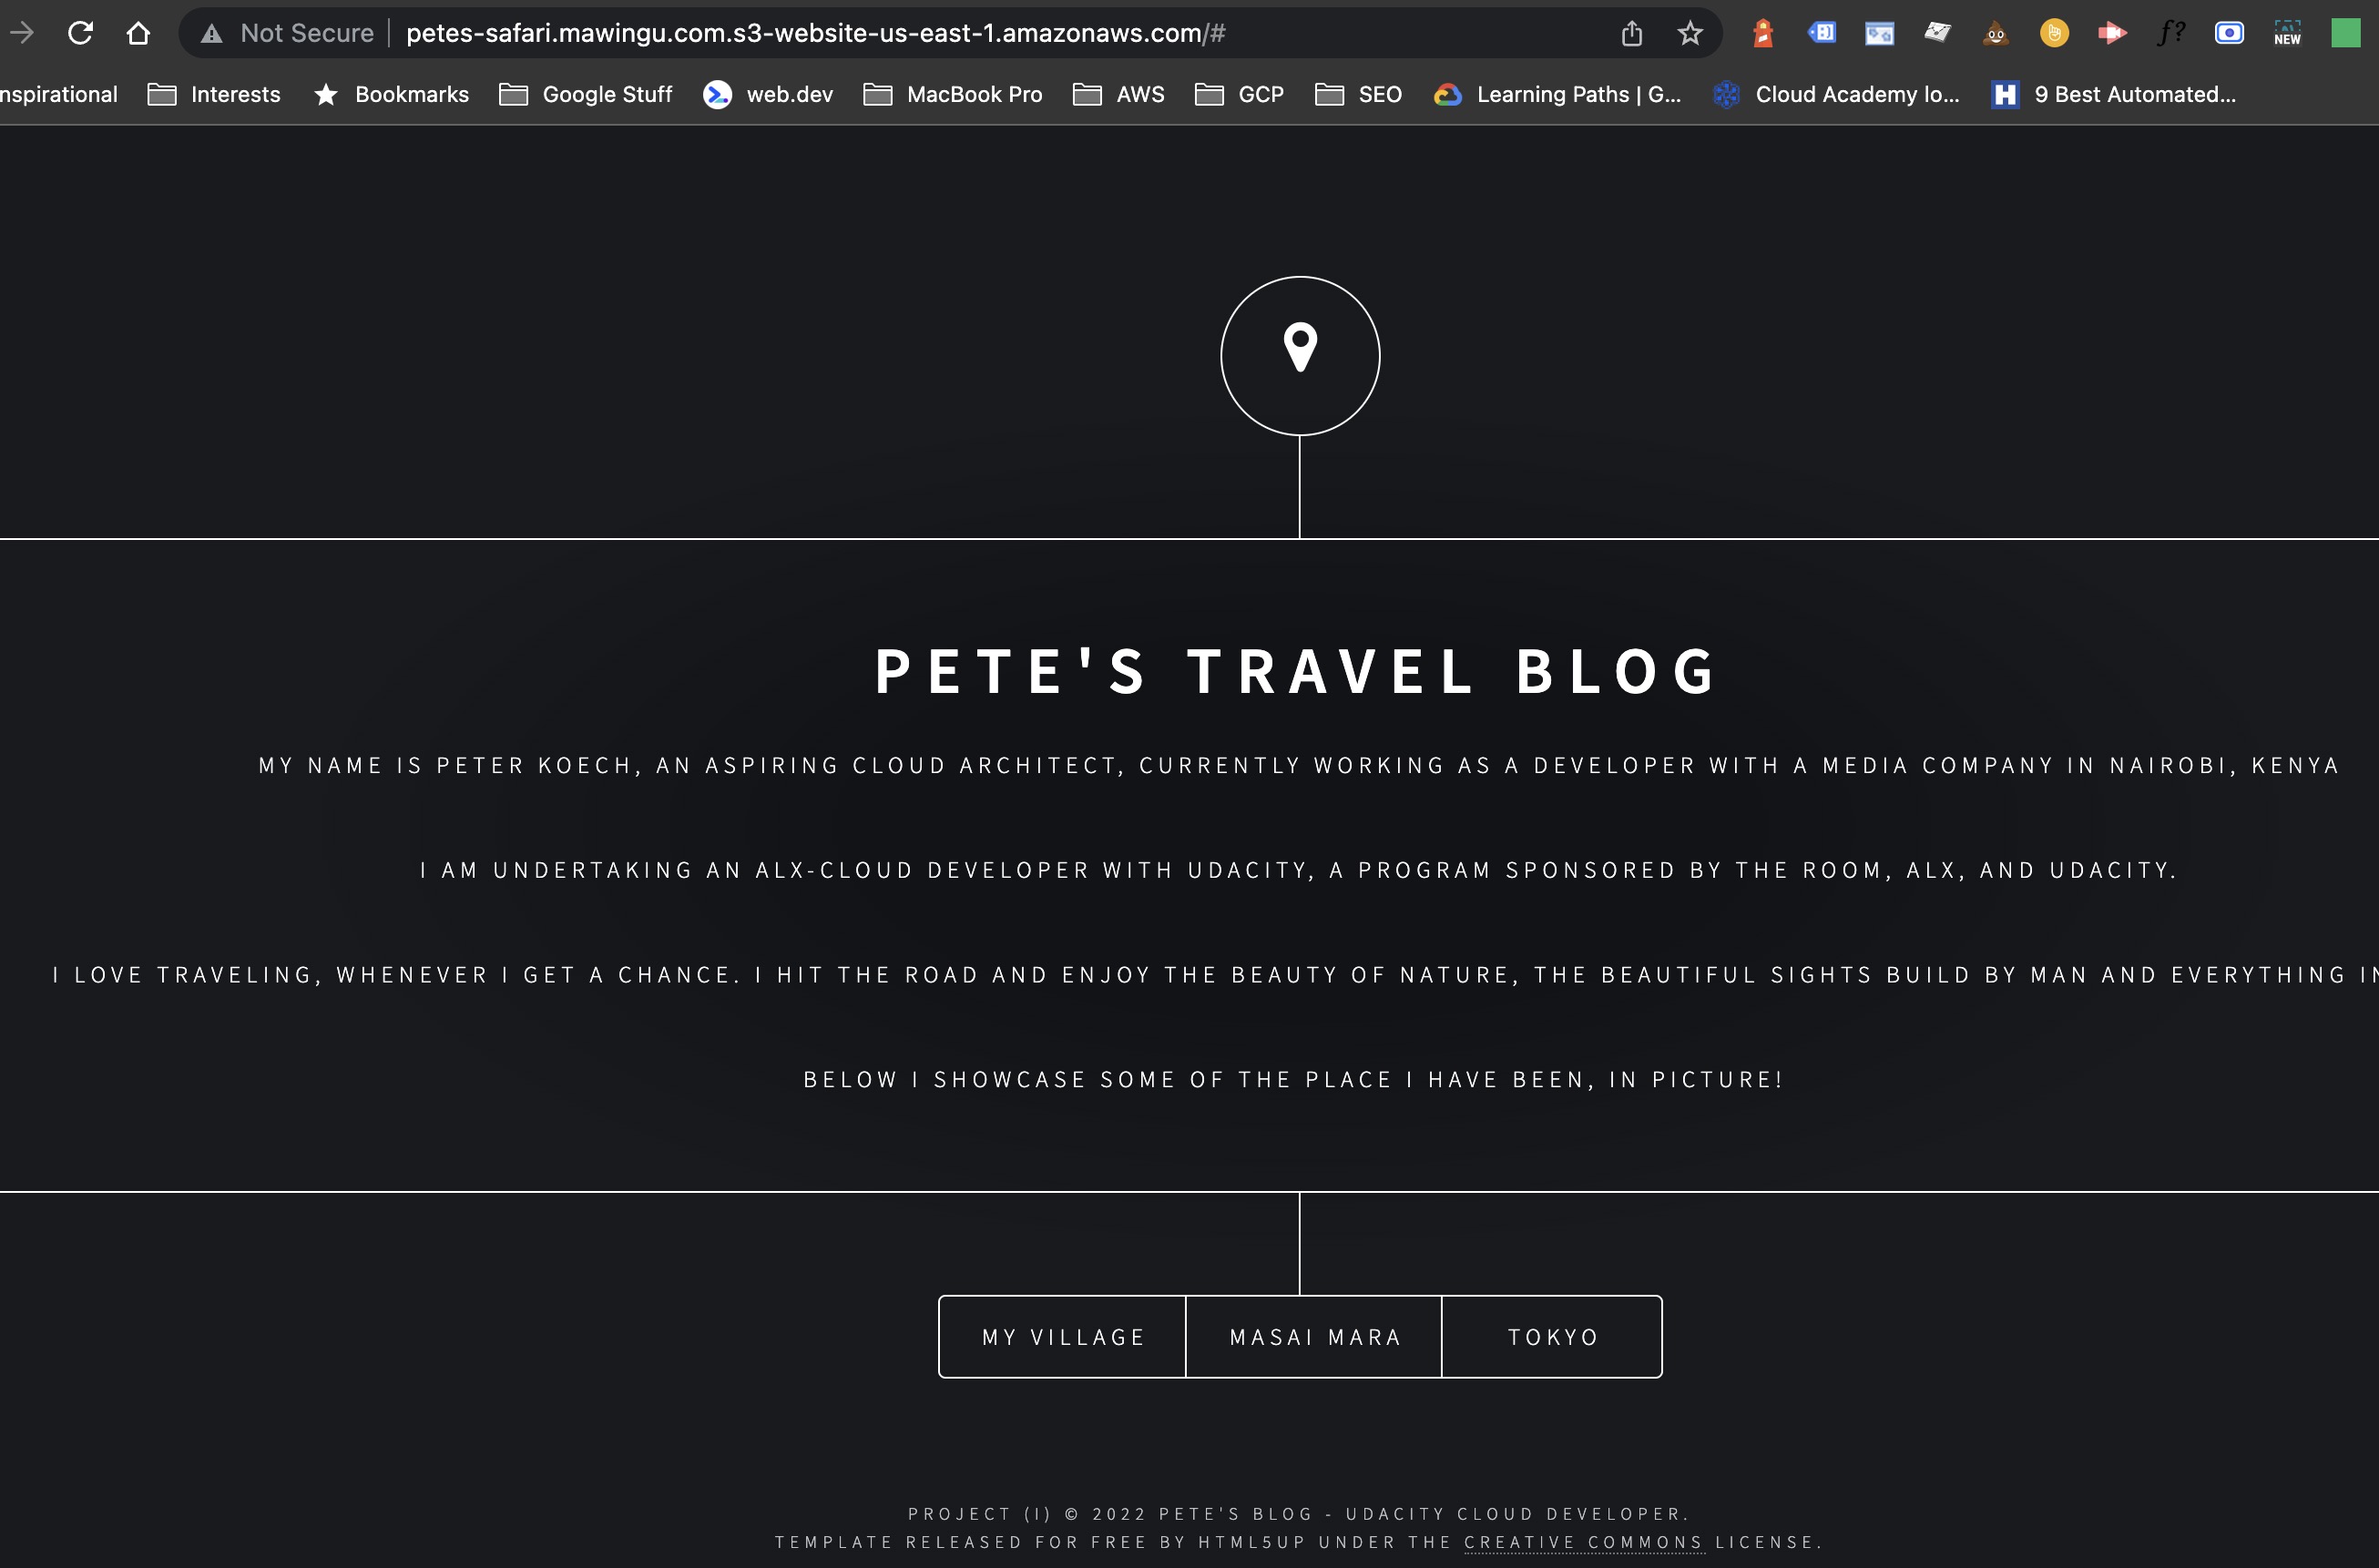 Not Secure petes-safari.mawingu.com.s3-website-us-east-1.amazonaws.com/# f? NEW
nspirational Interests Bookmarks Google Stuff web.dev MacBook Pro AWS GCP SEO Learning Paths | G... Cloud Academy lo... H 9 Best Automated...
PETE'S TRAVEL BLOG
MY NAME IS PETER KOECH, AN ASPIRING CLOUD ARCHITECT, CURRENTLY WORKING AS A DEVELOPER WITH A MEDIA COMPANY IN NAIROBI, KENYA
I AM UNDERTAKING AN ALX-CLOUD DEVELOPER WITH UDACITY, A PROGRAM SPONSORED BY THE ROOM, ALX, AND UDACITY.
I LOVE TRAVELING, WHENEVER I GET A CHANCE. I HIT THE ROAD AND ENJOY THE BEAUTY OF NATURE, THE BEAUTIFUL SIGHTS BUILD BY MAN AND EVERYTHING IN
BELOW I SHOWCASE SOME OF THE PLACE I HAVE BEEN, IN PICTURE!
MY VILLAGE MASAI MARA TOKYO
PROJECT (I) © 2022 PETE'S BLOG - UDACITY CLOUD DEVELOPER.
TEMPLATE RELEASED FOR FREE BY HTML5UP UNDER THE CREATIVE COMMONS LICENSE.